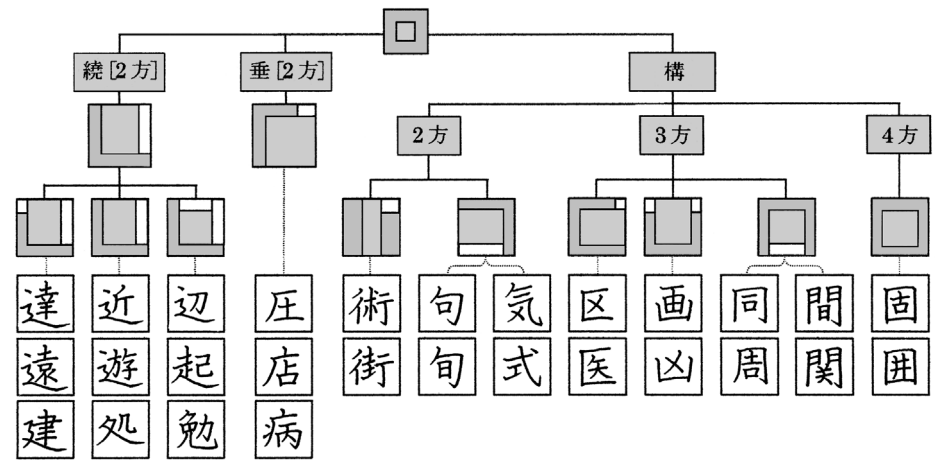 繞[2方] 垂[2方] 構
2方 3方 4方
達 近 辺 圧 術 句 気 区 画 同 間 固
遠 遊 起 店 街 旬 式 医 凶 周 関 囲
建 処 勉 病